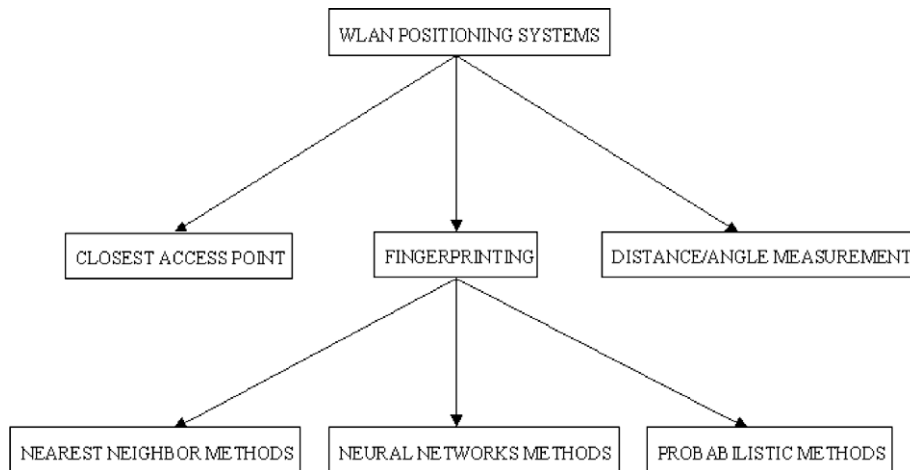 WLAN POSITIONING SYSTEMS
CLOSEST ACCESS POINT
FINGERPRINTING
DISTANCE/ANGLE MEASUREMENT
NEAREST NEIGHBOR METHODS
NEURAL NETWORKS METHODS
PROBABILISTIC METHODS